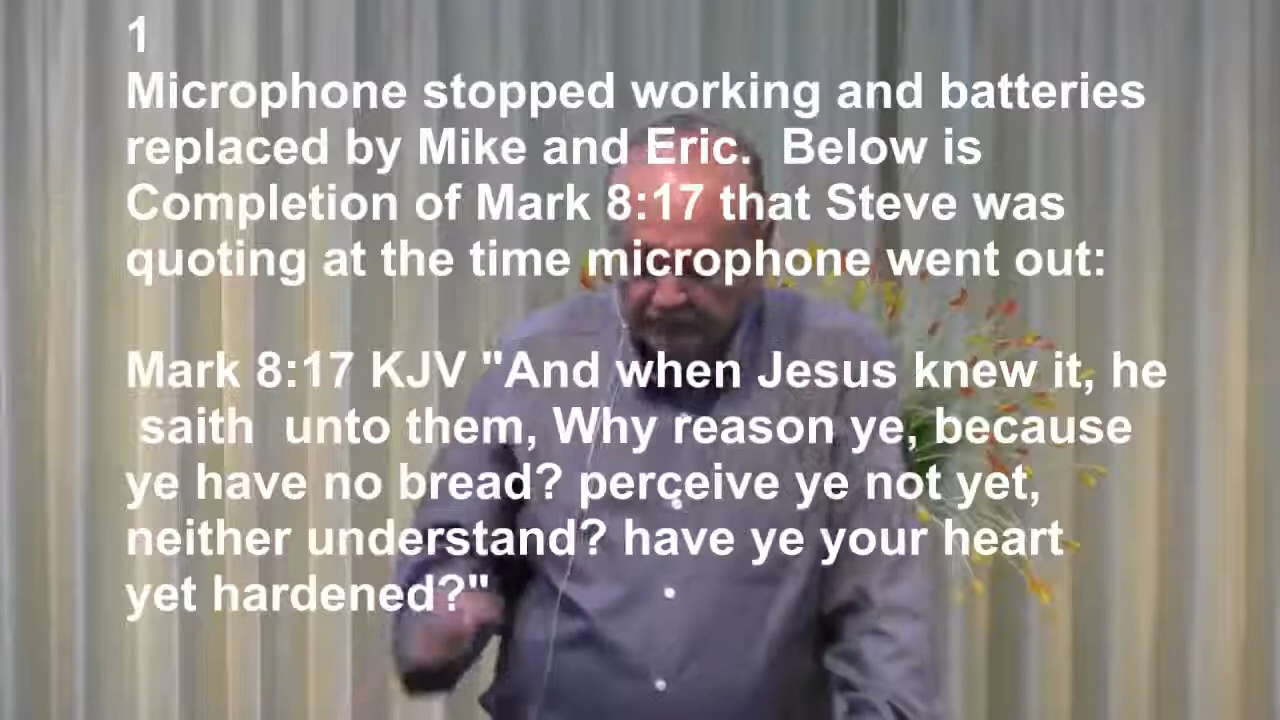 1
Microphone stopped working and batteries
replaced by Mike and Eric.  Below is
Completion of Mark 8:17 that Steve was
quoting at the time microphone went out:
Mark 8:17 KJV "And when Jesus knew it, he
saith  unto them, Why reason ye, because
ye have no bread? perceive ye not yet,
neither understand? have ye your heart
yet hardened?"